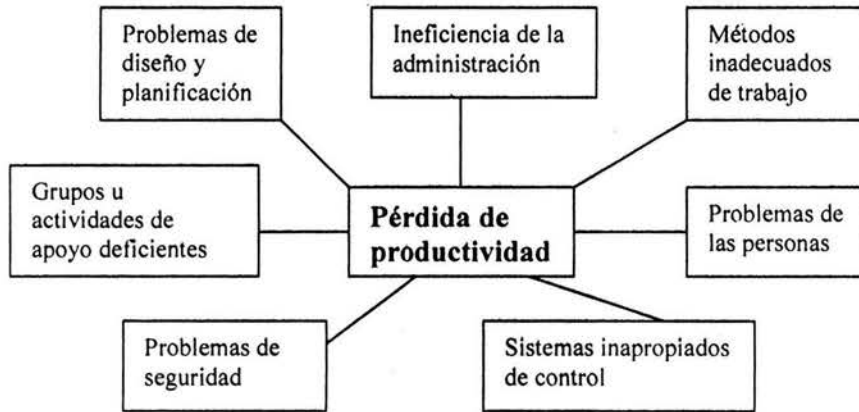 Problemas de
diseño y
planificación
Ineficiencia de la
administración
Métodos
inadecuados
de trabajo
Grupos u
actividades de
apoyo deficientes
Pérdida de
productividad
Problemas de
las personas
Problemas de
seguridad
Sistemas inapropiados
de control